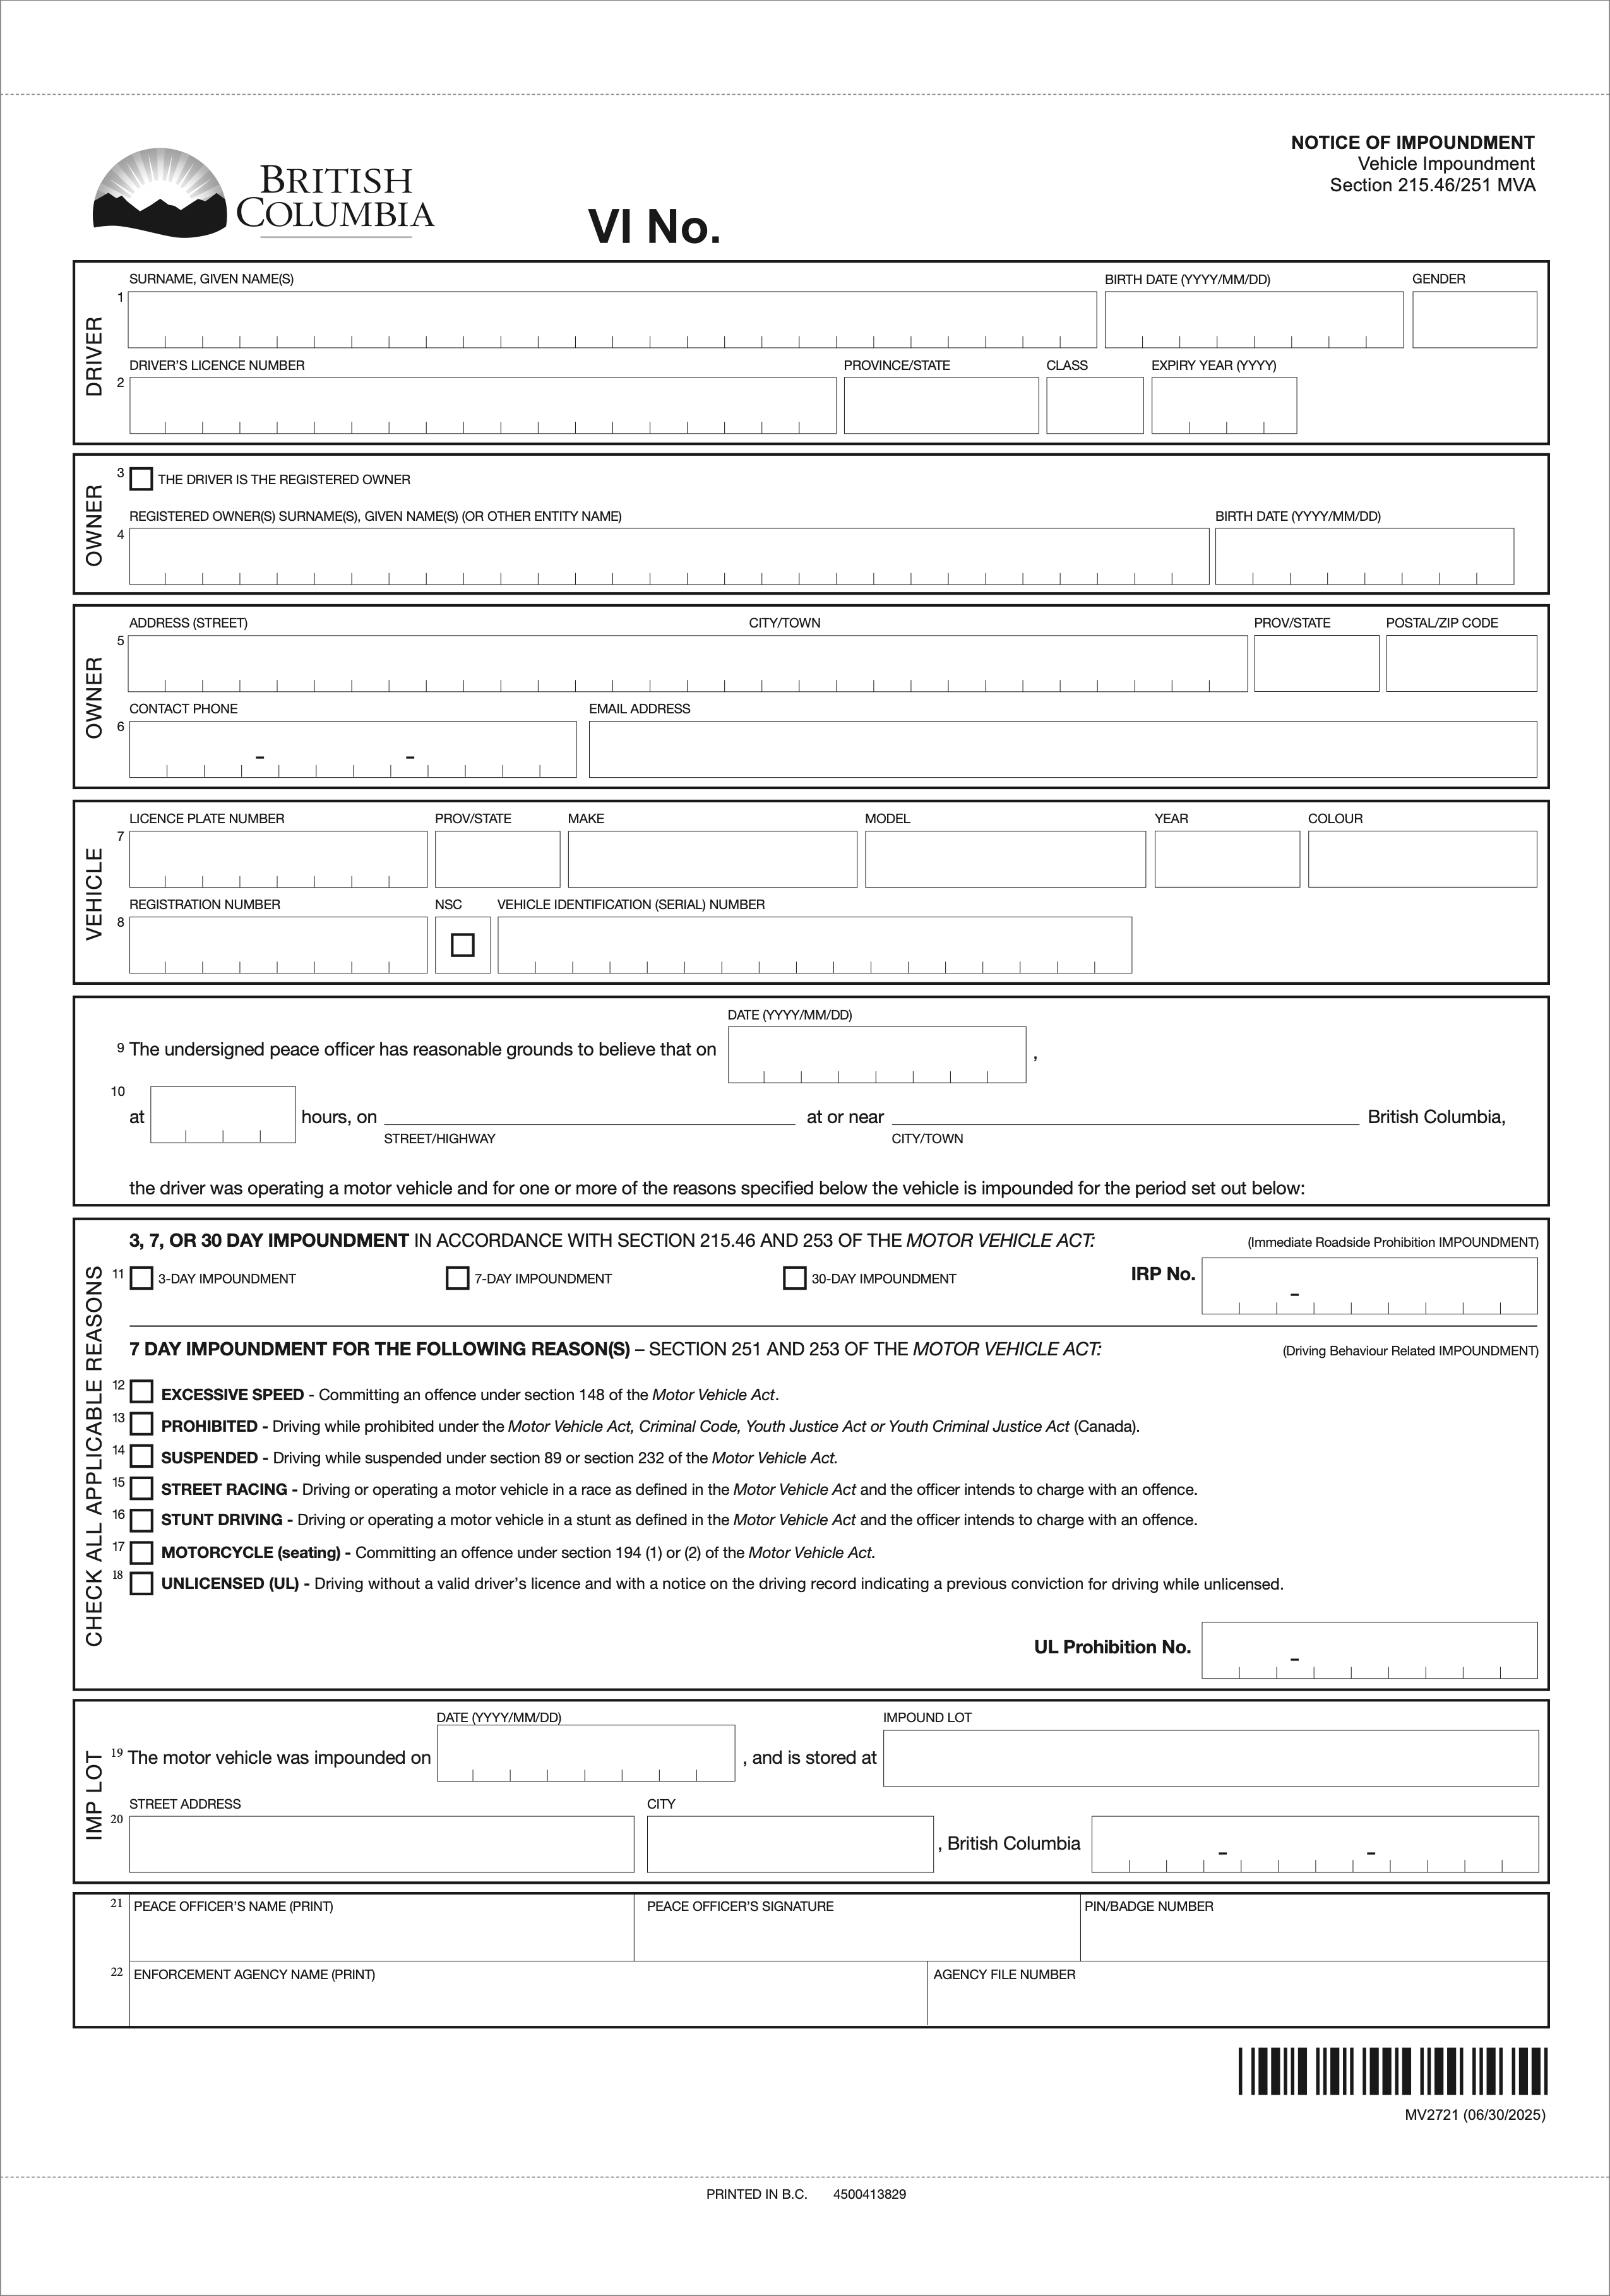 NOTICE OF IMPOUNDMENT
Vehicle Impoundment
Section 215.46/251 MVA
BRITISH
COLUMBIA
VI No.
DRIVER
SURNAME, GIVEN NAME(S) BIRTH DATE (YYYY/MM/DD) GENDER
1
DRIVER'S LICENCE NUMBER PROVINCE/STATE CLASS EXPIRY YEAR (YYYY)
2
OWNER
3 THE DRIVER IS THE REGISTERED OWNER
REGISTERED OWNER(S) SURNAME(S), GIVEN NAME(S) (OR OTHER ENTITY NAME) BIRTH DATE (YYYY/MM/DD)
4
OWNER
ADDRESS (STREET) CITY/TOWN PROV/STATE POSTAL/ZIP CODE
5
CONTACT PHONE EMAIL ADDRESS
6 – –
VEHICLE
LICENCE PLATE NUMBER PROV/STATE MAKE MODEL YEAR COLOUR
7
REGISTRATION NUMBER NSC VEHICLE IDENTIFICATION (SERIAL) NUMBER
8
DATE (YYYY/MM/DD)
9 The undersigned peace officer has reasonable grounds to believe that on ,
10
at hours, on at or near British Columbia,
STREET/HIGHWAY CITY/TOWN
the driver was operating a motor vehicle and for one or more of the reasons specified below the vehicle is impounded for the period set out below:
CHECK ALL APPLICABLE REASONS
3, 7, OR 30 DAY IMPOUNDMENT IN ACCORDANCE WITH SECTION 215.46 AND 253 OF THE MOTOR VEHICLE ACT: (Immediate Roadside Prohibition IMPOUNDMENT)
11 3-DAY IMPOUNDMENT 7-DAY IMPOUNDMENT 30-DAY IMPOUNDMENT IRP No. –
7 DAY IMPOUNDMENT FOR THE FOLLOWING REASON(S) – SECTION 251 AND 253 OF THE MOTOR VEHICLE ACT: (Driving Behaviour Related IMPOUNDMENT)
12 EXCESSIVE SPEED - Committing an offence under section 148 of the Motor Vehicle Act.
13 PROHIBITED - Driving while prohibited under the Motor Vehicle Act, Criminal Code, Youth Justice Act or Youth Criminal Justice Act (Canada).
14 SUSPENDED - Driving while suspended under section 89 or section 232 of the Motor Vehicle Act.
15 STREET RACING - Driving or operating a motor vehicle in a race as defined in the Motor Vehicle Act and the officer intends to charge with an offence.
16 STUNT DRIVING - Driving or operating a motor vehicle in a stunt as defined in the Motor Vehicle Act and the officer intends to charge with an offence.
17 MOTORCYCLE (seating) - Committing an offence under section 194 (1) or (2) of the Motor Vehicle Act.
18 UNLICENSED (UL) - Driving without a valid driver's licence and with a notice on the driving record indicating a previous conviction for driving while unlicensed.
UL Prohibition No. –
IMP LOT
DATE (YYYY/MM/DD) IMPOUND LOT
19 The motor vehicle was impounded on , and is stored at
STREET ADDRESS CITY
20 , British Columbia – –
21 PEACE OFFICER'S NAME (PRINT) PEACE OFFICER'S SIGNATURE PIN/BADGE NUMBER
22 ENFORCEMENT AGENCY NAME (PRINT) AGENCY FILE NUMBER
MV2721 (06/30/2025)
PRINTED IN B.C. 4500413829